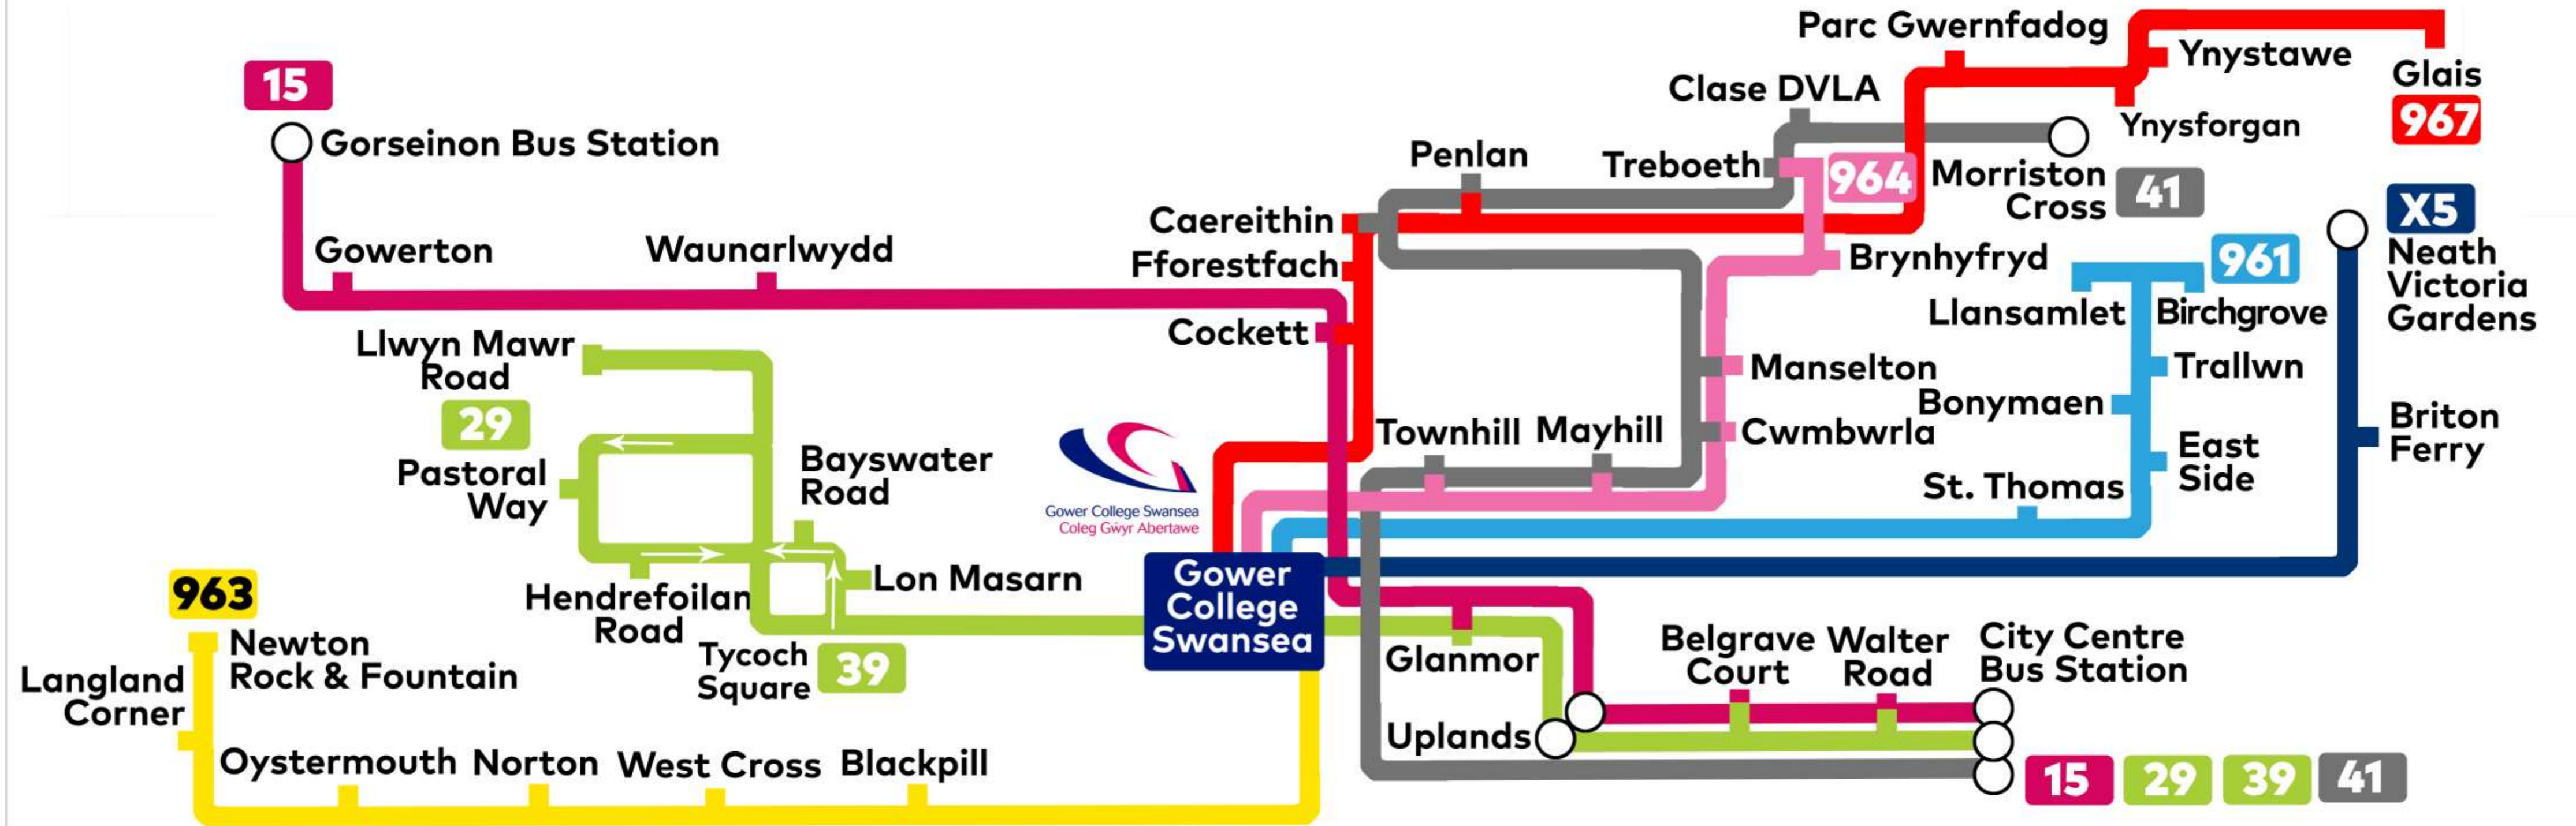 15
Gorseinon Bus Station
Gowerton
Waunarlwydd
Llwyn Mawr
Road
29
Pastoral
Way
Bayswater
Road
Hendrefoilan
Road
Lon Masarn
Tycoch
Square
39
963
Newton
Rock & Fountain
Langland
Corner
Oystermouth
Norton
West Cross
Blackpill
Gower College Swansea
Coleg Gŵyr Abertawe
Gower
College
Swansea
Caereithin
Fforestfach
Cockett
Penlan
Treboeth
964
Clase DVLA
Parc Gwernfadog
Ynystawe
Glais
967
Ynysforgan
Morriston
Cross
41
Brynhyfryd
Manselton
Cwmbwrla
Townhill
Mayhill
961
Llansamlet
Birchgrove
Trallwn
Bonymaen
East
Side
St. Thomas
X5
Neath
Victoria
Gardens
Briton
Ferry
Glanmor
Uplands
Belgrave
Court
Walter
Road
City Centre
Bus Station
15
29
39
41